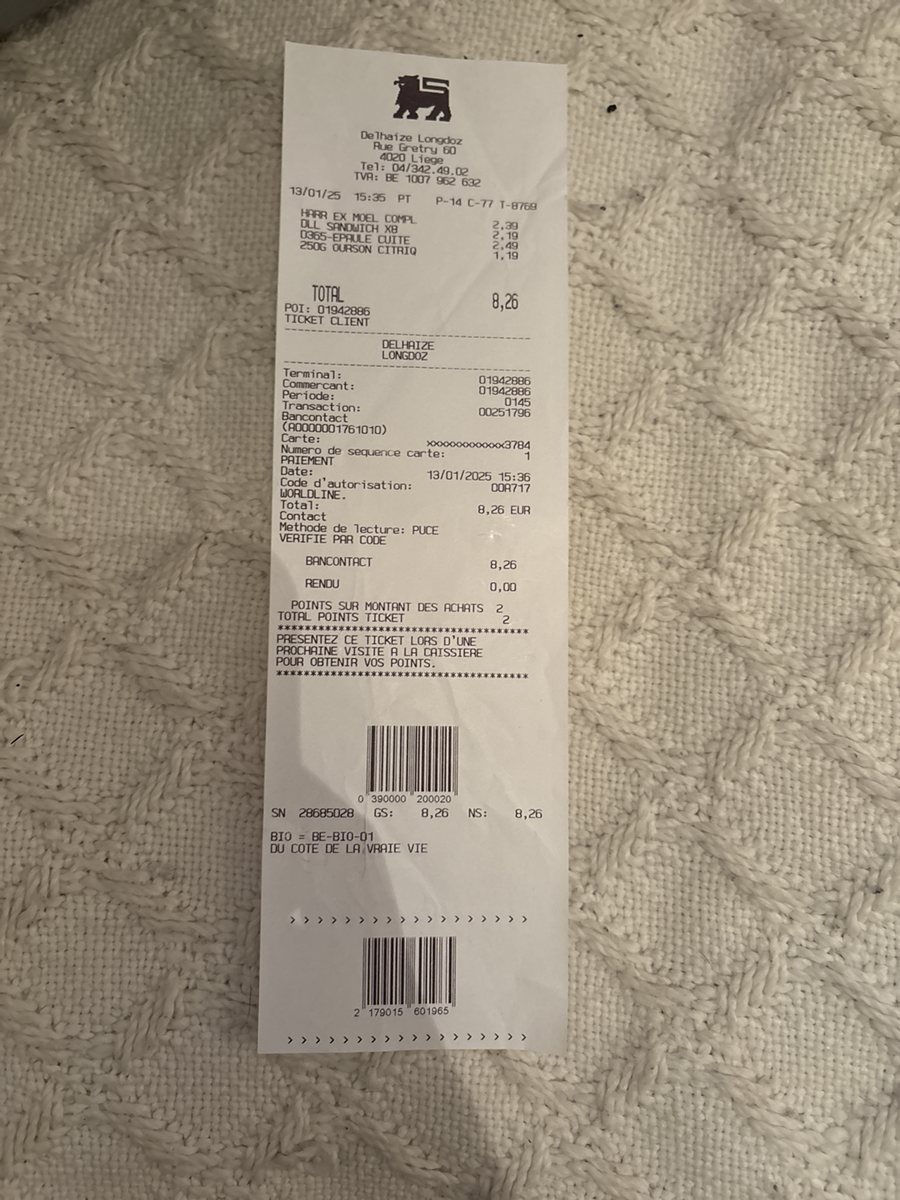 Delhaize Longdoz
Rue Gretry 60
4020 Liege
Tel: 04/342.49.02
TVA: BE 1007 962 632
13/01/25 15:35 PT P-14 C-77 T-8769
HARR EX MOEL COMPL 2,39
DLL SANDWICH X8 2,19
D365-EPAULE CUITE 2,49
250G OURSON CITRIQ 1,19
TOTAL 8,26
POI: 01942886
TICKET CLIENT
DELHAIZE
LONGDOZ
Terminal: 01942886
Commercant: 01942886
Periode: 0145
Transaction: 00251796
Bancontact
(A0000001761010)
Carte: xxxxxxxxxxxxx3784
Numero de sequence carte: 1
PAIEMENT
Date: 13/01/2025 15:36
Code d'autorisation: 00A717
WORLDLINE.
Total: 8,26 EUR
Contact
Methode de lecture: PUCE
VERIFIE PAR CODE
BANCONTACT 8,26
RENDU 0,00
POINTS SUR MONTANT DES ACHATS 2
TOTAL POINTS TICKET 2
************************************
PRESENTEZ CE TICKET LORS D'UNE
PROCHAINE VISITE A LA CAISSIERE
POUR OBTENIR VOS POINTS.
************************************
0 390000 200020
SN 28685028 GS: 8,26 NS: 8,26
BIO = BE-BIO-01
DU COTE DE LA VRAIE VIE
> > > > > > > > > > > > > > > > > >
2 179015 601965
> > > > > > > > > > > > > > > > > >